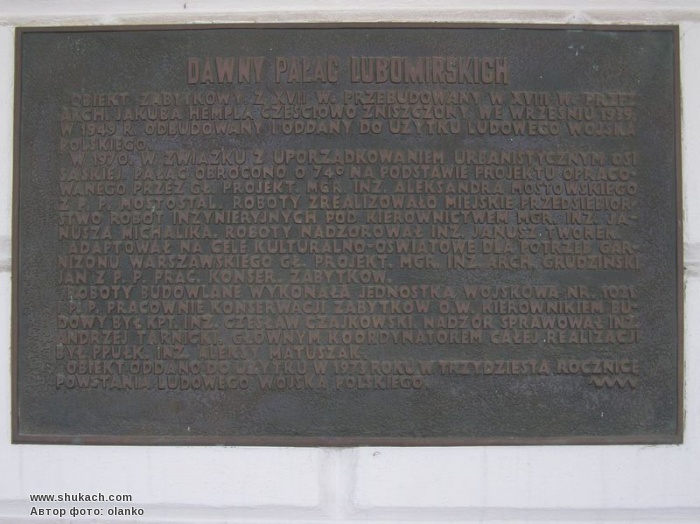 DAWNY PAŁAC LUBOMIRSKICH
OBIEKT ZABYTKOWY Z XVII W. PRZEBUDOWANY W XVIII W. PRZEZ
ARCH. JAKUBA HEMPLA CZĘŚCIOWO ZNISZCZONY WE WRZEŚNIU 1939.
W 1949 R. ODBUDOWANY I ODDANY DO UŻYTKU LUDOWEGO WOJSKA
POLSKIEGO.
W 1970. W ZWIĄZKU Z UPORZĄDKOWANIEM URBANISTYCZNYM OSI
SASKIEJ. PAŁAC OBRÓCONO O 74° NA PODSTAWIE PROJEKTU OPRACO-
WANEGO PRZEZ GŁ. PROJEKT. MGR. INŻ. ALEKSANDRA MOSTOWSKIEGO
Z P. P. MOSTOSTAL. ROBOTY ZREALIZOWAŁO MIEJSKIE PRZEDSIĘBIOR-
STWO ROBÓT INŻYNIERYJNYCH POD KIEROWNICTWEM MGR. INŻ. JA-
NUSZA MICHALIKA. ROBOTY NADZOROWAŁ INŻ. JANUSZ TWOREK.
ADAPTOWAŁ NA CELE KULTURALNO-OŚWIATOWE DLA POTRZEB GAR-
NIZONU WARSZAWSKIEGO GŁ. PROJEKT. MGR. INŻ. ARCH. GRUDZIŃSKI
JAN Z P. P. PRAC. KONSER. ZABYTKÓW.
ROBOTY BUDOWLANE WYKONAŁA JEDNOSTKA WOJSKOWA NR. 1021.
I P.P. PRACOWNIE KONSERWACJI ZABYTKÓW O.W. KIEROWNIKIEM BU-
DOWY BYŁ KPT. INŻ. CZESŁAW CZAJKOWSKI. NADZÓR SPRAWOWAŁ INŻ.
ANDRZEJ TARNICKI. GŁÓWNYM KOORDYNATOREM CAŁEJ REALIZACJI
BYŁ PPUŁK. INŻ. ALEKSY MATUSZAK.
OBIEKT ODDANO DO UŻYTKU W 1973 ROKU W TRZYDZIESTĄ ROCZNICĘ
POWSTANIA LUDOWEGO WOJSKA POLSKIEGO.
www.shukach.com
Автор фото: olanko